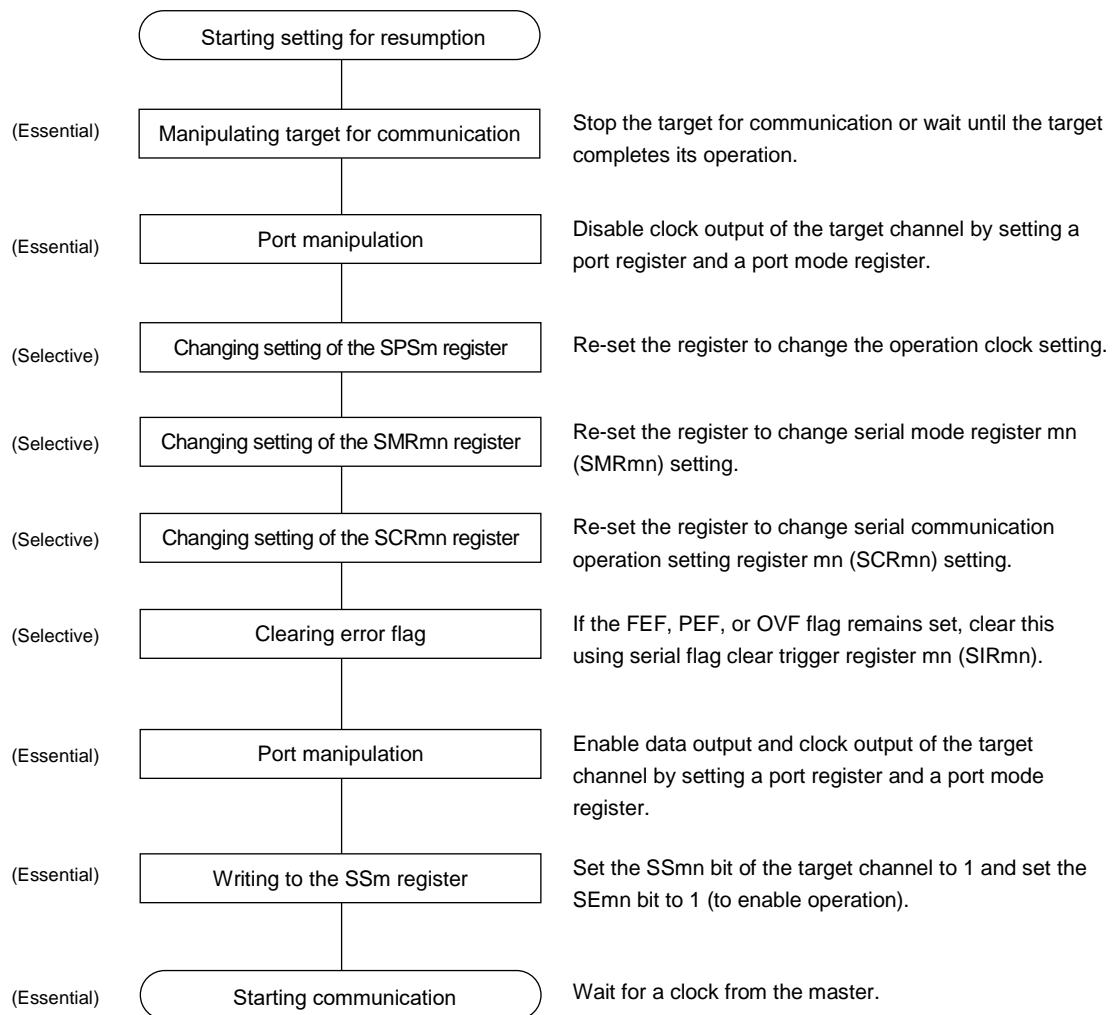 Starting setting for resumption
(Essential)
Manipulating target for communication
Stop the target for communication or wait until the target
completes its operation.
(Essential)
Port manipulation
Disable clock output of the target channel by setting a
port register and a port mode register.
(Selective)
Changing setting of the SPSm register
Re-set the register to change the operation clock setting.
(Selective)
Changing setting of the SMRmn register
Re-set the register to change serial mode register mn
(SMRmn) setting.
(Selective)
Changing setting of the SCRmn register
Re-set the register to change serial communication
operation setting register mn (SCRmn) setting.
(Selective)
Clearing error flag
If the FEF, PEF, or OVF flag remains set, clear this
using serial flag clear trigger register mn (SIRmn).
(Essential)
Port manipulation
Enable data output and clock output of the target
channel by setting a port register and a port mode
register.
(Essential)
Writing to the SSm register
Set the SSmn bit of the target channel to 1 and set the
SEmn bit to 1 (to enable operation).
(Essential)
Starting communication
Wait for a clock from the master.